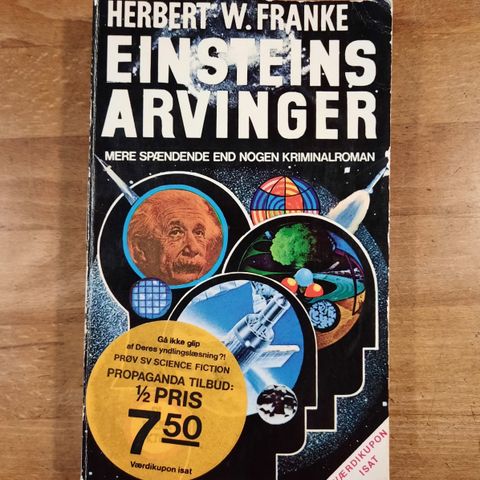 HERBERT W. FRANKE
EINSTEINS
ARVINGER
MERE SPÆNDENDE END NOGEN KRIMINALROMAN
Gå ikke glip
af Deres yndlingslæsning?!
PRØV SV SCIENCE FICTION
PROPAGANDA TILBUD:
½ PRIS
7 50
Værdikupon isat
VÆRDIKUPON
ISAT